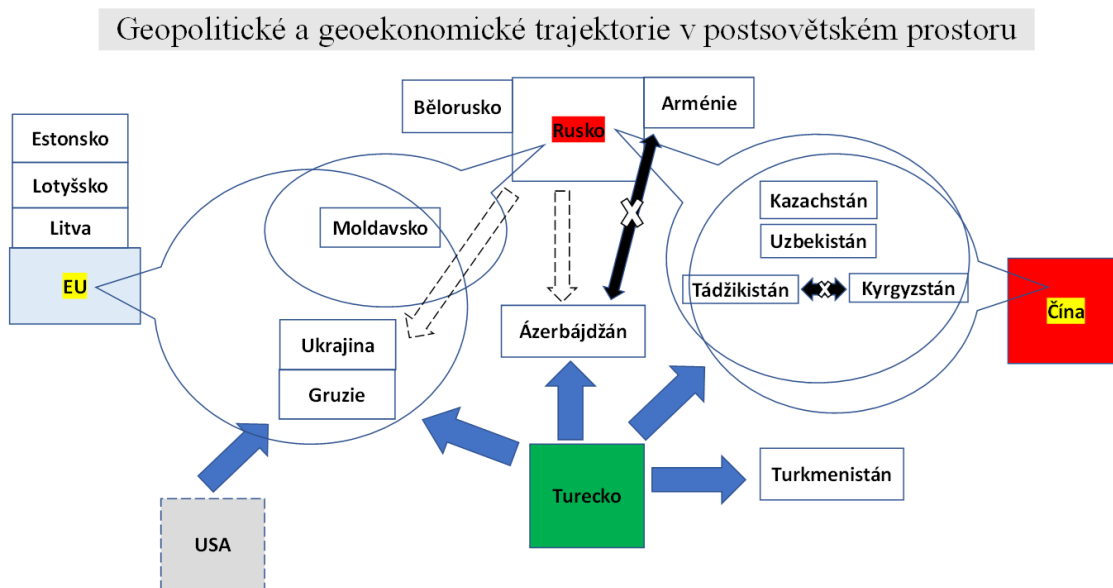 Geopolitické a geoekonomické trajektorie v postsovětském prostoru
Bělorusko
Rusko
Arménie
Estonsko
Lotyšsko
Litva
EU
Moldavsko
Kazachstán
Uzbekistán
Tádžikistán
Kyrgyzstán
Čína
Ukrajina
Gruzie
Ázerbájdžán
Turecko
Turkmenistán
USA